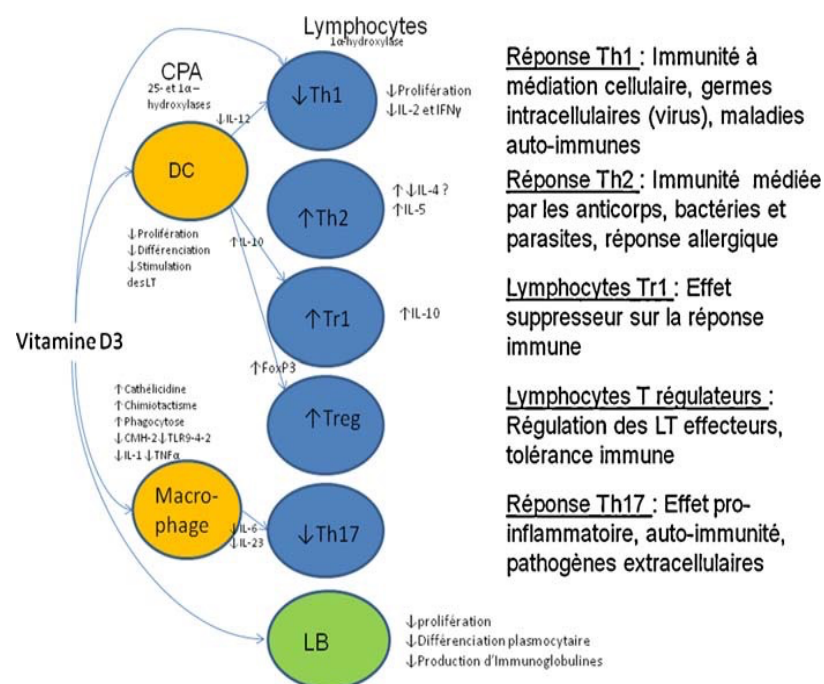 Lymphocytes
1α-hydroxylase
CPA
25- et 1α–
hydroxylases
↓IL-12
↓Th1
↓Prolifération
↓IL-2 et IFNγ
DC
↓Prolifération
↓Différenciation
↓Stimulation
des LT
↑IL-10
↑Th2
↑↓IL-4 ?
↑IL-5
↑Tr1
↑IL-10
Vitamine D3
↑FoxP3
↑Treg
↑Cathélicidine
↑Chimiotactisme
↑Phagocytose
↓CMH-2↓TLR9-4-2
↓IL-1 ↓TNFα
Macro-
phage
↓IL-6
↓IL-23
↓Th17
LB
↓prolifération
↓Différenciation plasmocytaire
↓Production d'Immunoglobulines
Réponse Th1 : Immunité à
médiation cellulaire, germes
intracellulaires (virus), maladies
auto-immunes
Réponse Th2 : Immunité médiée
par les anticorps, bactéries et
parasites, réponse allergique
Lymphocytes Tr1 : Effet
suppresseur sur la réponse
immune
Lymphocytes T régulateurs :
Régulation des LT effecteurs,
tolérance immune
Réponse Th17 : Effet pro-
inflammatoire, auto-immunité,
pathogènes extracellulaires